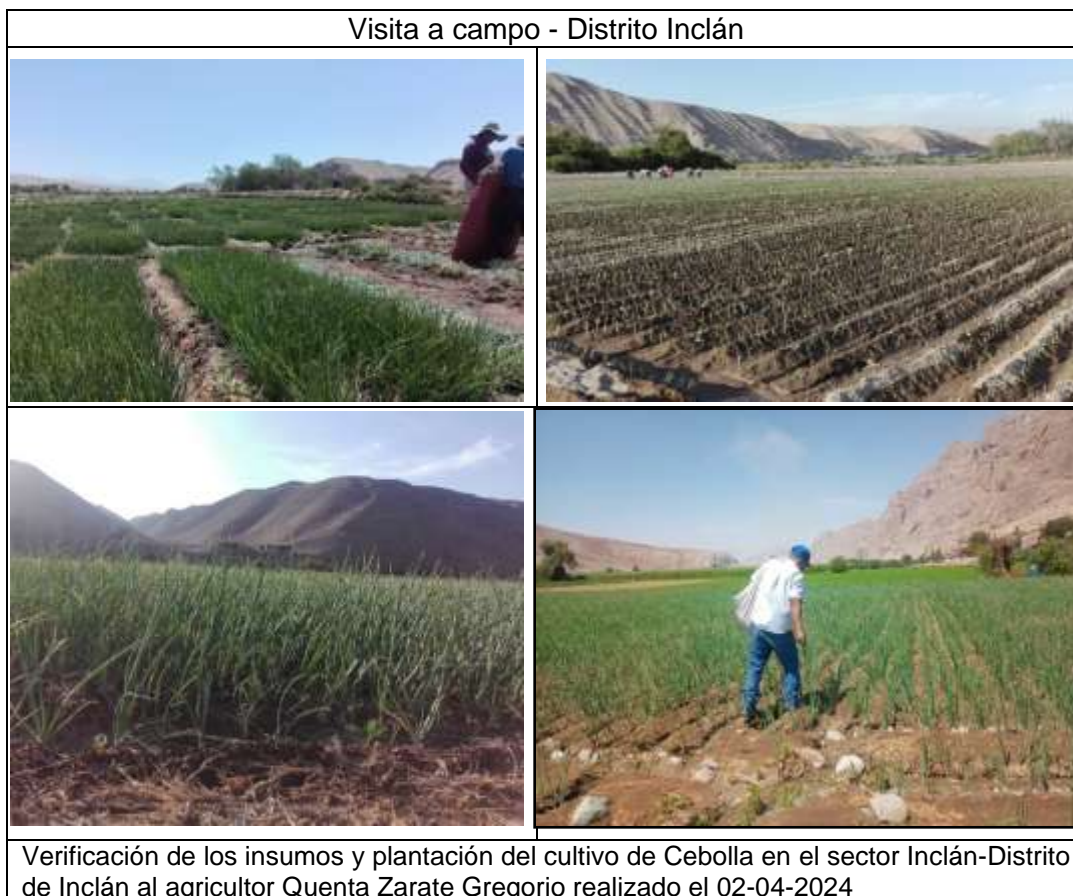 Visita a campo - Distrito Inclán
Verificación de los insumos y plantación del cultivo de Cebolla en el sector Inclán-Distrito
de Inclán al agricultor Quenta Zarate Gregorio realizado el 02-04-2024